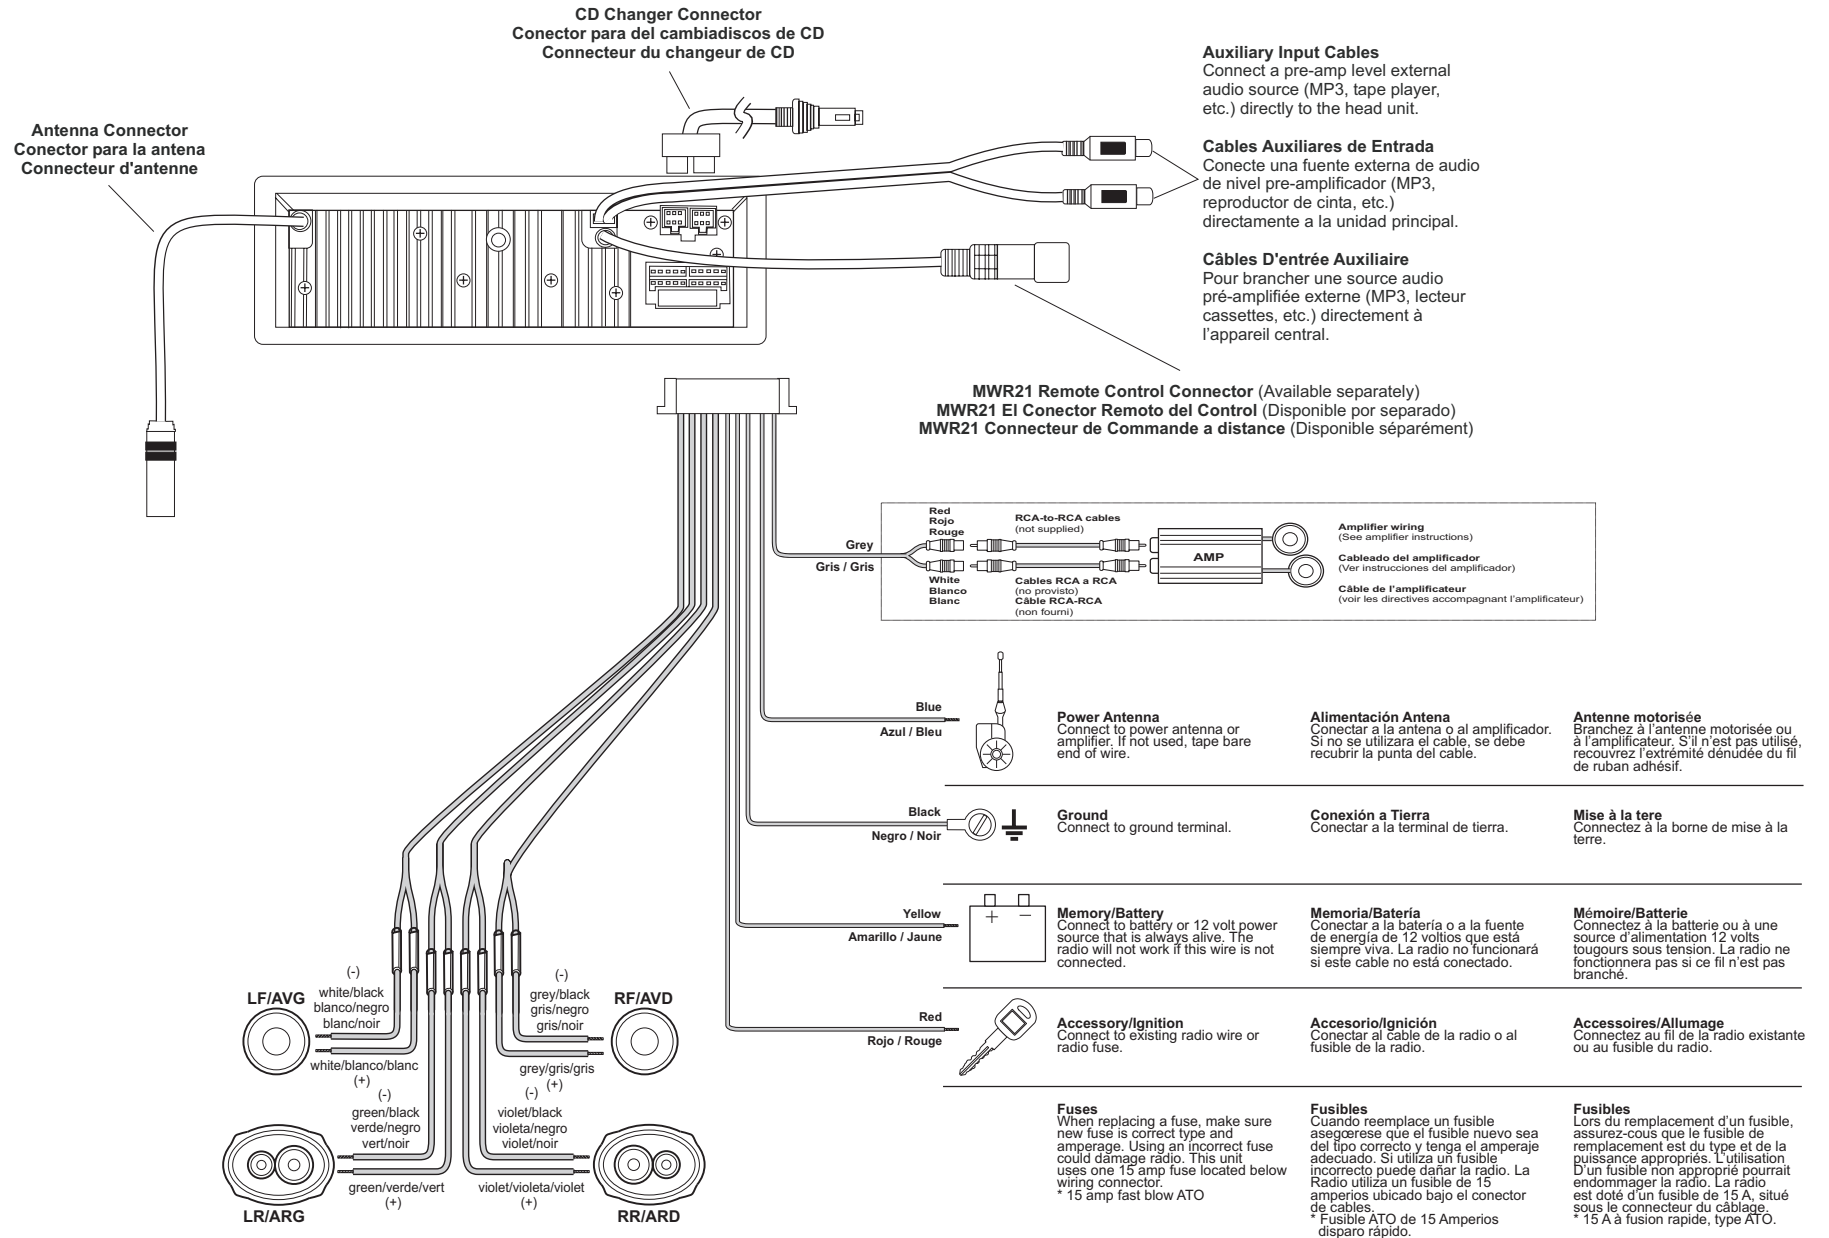 CD Changer Connector
Conector para del cambiadiscos de CD
Connecteur du changeur de CD
Antenna Connector
Conector para la antena
Connecteur d'antenne
Auxiliary Input Cables
Connect a pre-amp level external
audio source (MP3, tape player,
etc.) directly to the head unit.
Cables Auxiliares de Entrada
Conecte una fuente externa de audio
de nivel pre-amplificador (MP3,
reproductor de cinta, etc.)
directamente a la unidad principal.
Câbles D'entrée Auxiliaire
Pour brancher une source audio
pré-amplifiée externe (MP3, lecteur
cassettes, etc.) directement à
l'appareil central.
MWR21 Remote Control Connector (Available separately)
MWR21 El Conector Remoto del Control (Disponible por separado)
MWR21 Connecteur de Commande a distance (Disponible séparément)
Grey
Gris / Gris
Red
Rojo
Rouge
White
Blanco
Blanc
RCA-to-RCA cables
(not supplied)
Cables RCA a RCA
(no provisto)
Câble RCA-RCA
(non fourni)
AMP
Amplifier wiring
(See amplifier instructions)
Cableado del amplificador
(Ver instrucciones del amplificador)
Câble de l'amplificateur
(voir les directives accompagnant l'amplificateur)
Blue
Azul / Bleu
Power Antenna
Connect to power antenna or
amplifier. If not used, tape bare
end of wire.
Alimentación Antena
Conectar a la antena o al amplificador.
Si no se utilizara el cable, se debe
recubrir la punta del cable.
Antenne motorisée
Branchez à l'antenne motorisée ou
à l'amplificateur. S'il n'est pas utilisé,
recouvrez l'extrémité dénudée du fil
de ruban adhésif.
Black
Negro / Noir
Ground
Connect to ground terminal.
Conexión a Tierra
Conectar a la terminal de tierra.
Mise à la tere
Connectez à la borne de mise à la
terre.
Yellow
Amarillo / Jaune
+ −
Memory/Battery
Connect to battery or 12 volt power
source that is always alive. The
radio will not work if this wire is not
connected.
Memoria/Batería
Conectar a la batería o a la fuente
de energía de 12 voltios que está
siempre viva. La radio no funcionará
si este cable no está conectado.
Mémoire/Batterie
Connectez à la batterie ou à une
source d'alimentation 12 volts
tougours sous tension. La radio ne
fonctionnera pas si ce fil n'est pas
branché.
Red
Rojo / Rouge
Accessory/Ignition
Connect to existing radio wire or
radio fuse.
Accesorio/Ignición
Conectar al cable de la radio o al
fusible de la radio.
Accessoires/Allumage
Connectez au fil de la radio existante
ou au fusible du radio.
Fuses
When replacing a fuse, make sure
new fuse is correct type and
amperage. Using an incorrect fuse
could damage radio. This unit
uses one 15 amp fuse located below
wiring connector.
* 15 amp fast blow ATO
Fusibles
Cuando reemplace un fusible
asegœrese que el fusible nuevo sea
del tipo correcto y tenga el amperaje
adecuado. Si utiliza un fusible
incorrecto puede dañar la radio. La
Radio utiliza un fusible de 15
amperios ubicado bajo el conector
de cables.
* Fusible ATO de 15 Amperios
disparo rápido.
Fusibles
Lors du remplacement d'un fusible,
assurez-cous que le fusible de
remplacement est du type et de la
puissance appropriés. L'utilisation
D'un fusible non approprié pourrait
endommager la radio. La radio
est doté d'un fusible de 15 A, situé
sous le connecteur du câblage.
* 15 A à fusion rapide, type ATO.
LF/AVG
(-)
white/black
blanco/negro
blanc/noir
white/blanco/blanc
(+)
RF/AVD
(-)
grey/black
gris/negro
gris/noir
grey/gris/gris
(+)
(-)
green/black
verde/negro
vert/noir
green/verde/vert
(+)
LR/ARG
(-)
violet/black
violeta/negro
violet/noir
violet/violeta/violet
(+)
RR/ARD